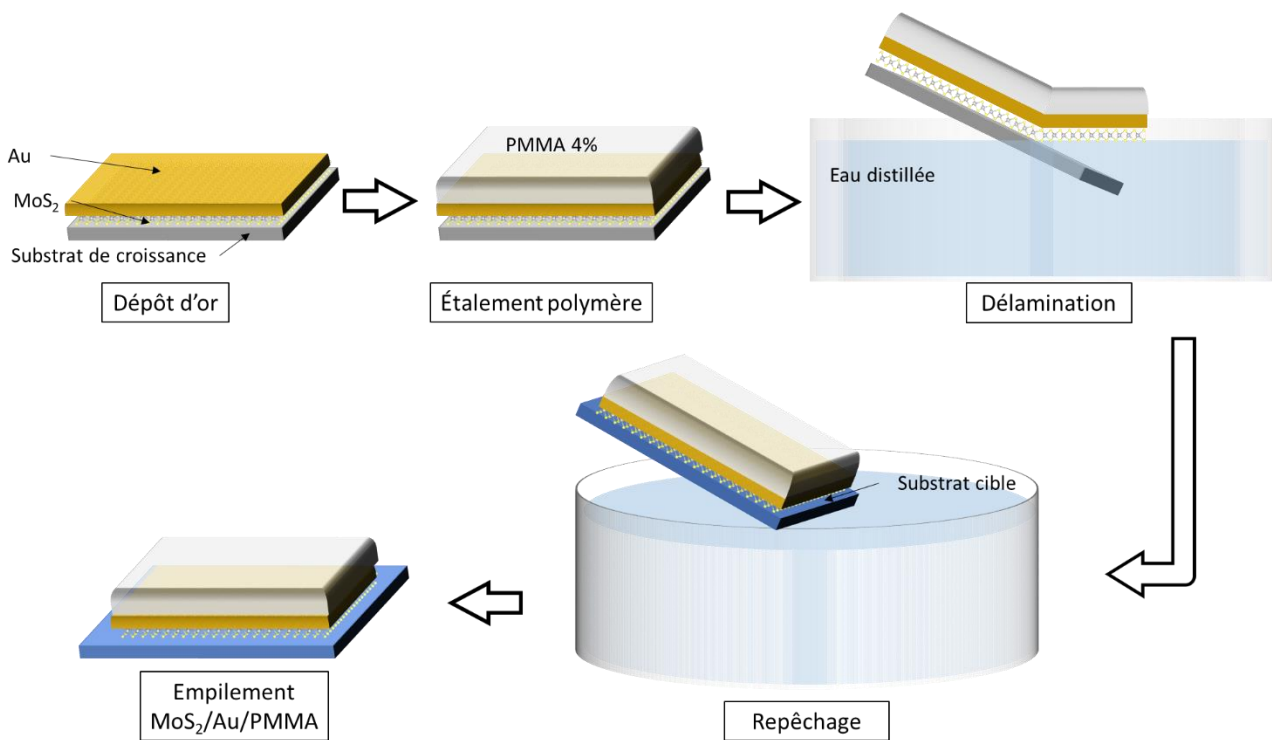 Au
MoS₂
Substrat de croissance
Dépôt d'or
PMMA 4%
Étalement polymère
Eau distillée
Délamination
Substrat cible
Repêchage
Empilement
MoS₂/Au/PMMA